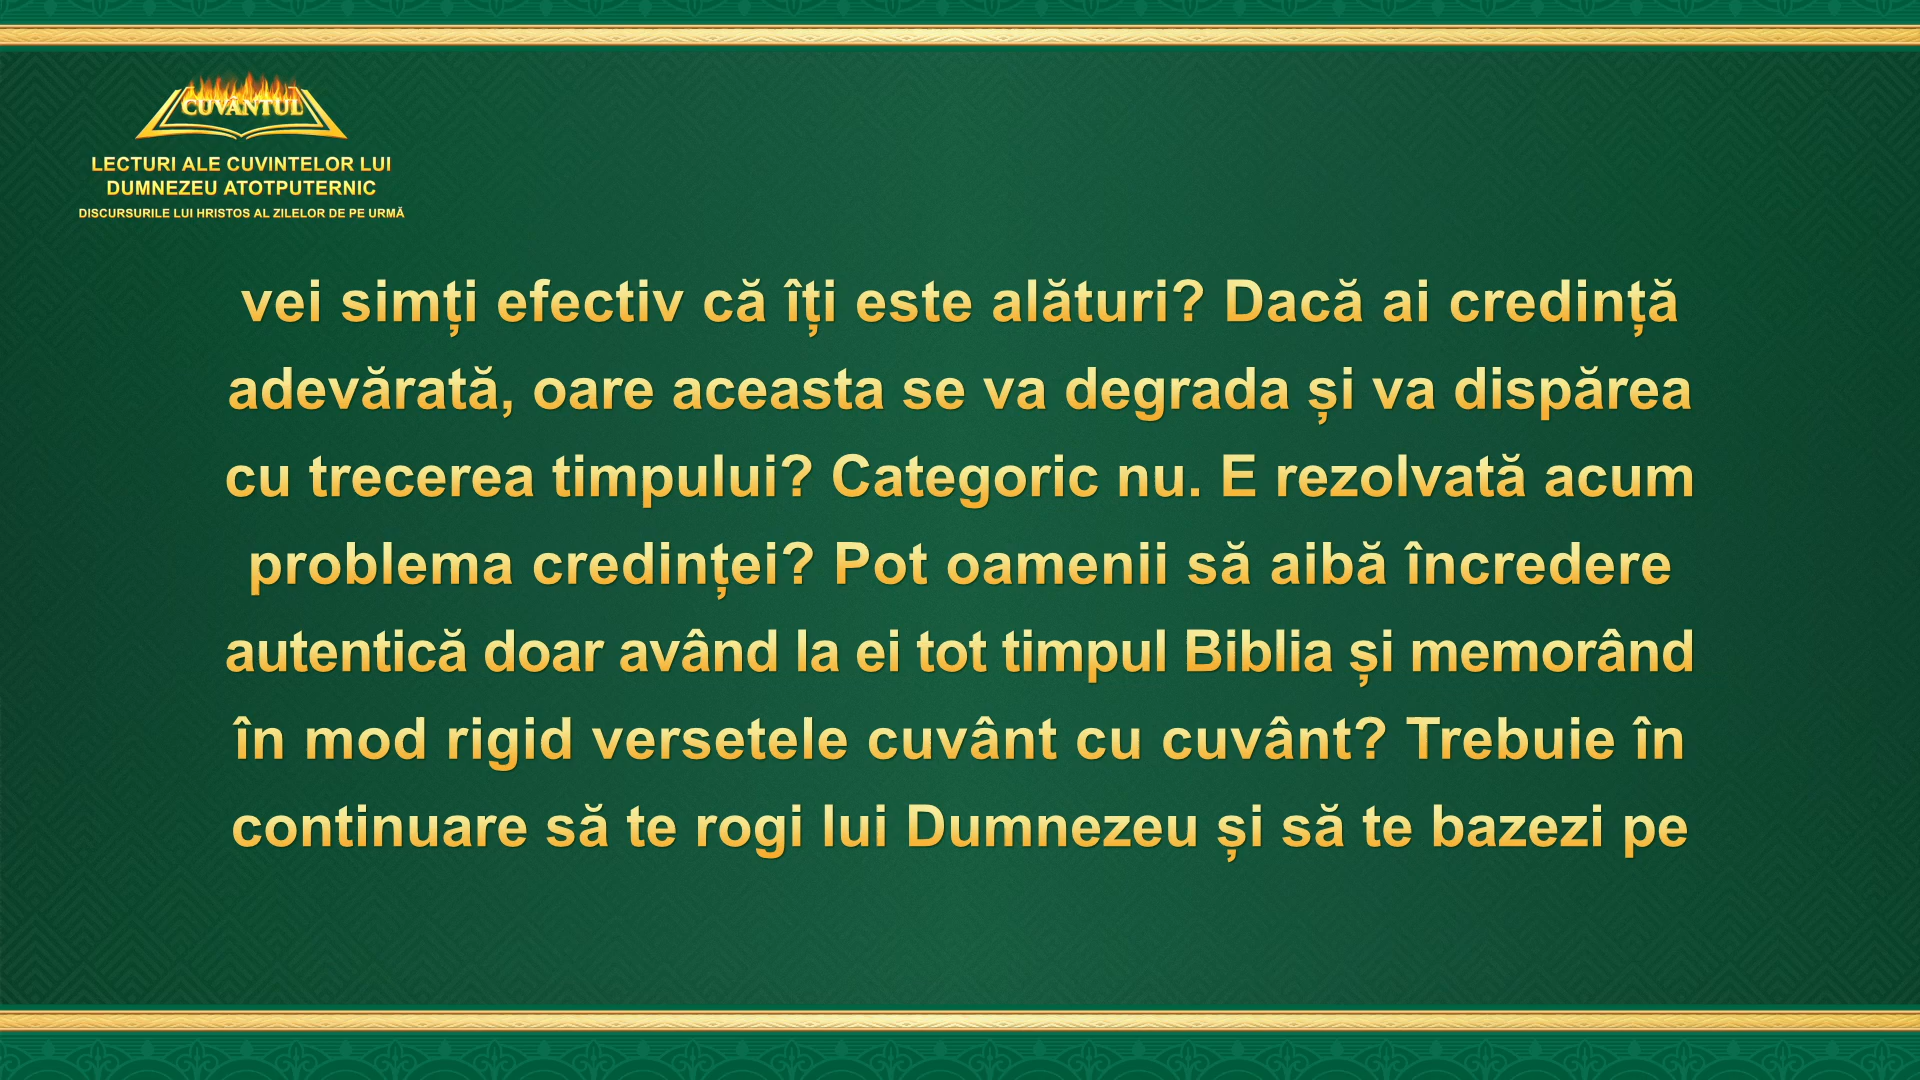 CUVÂNTUL
LECTURI ALE CUVINTELOR LUI
DUMNEZEU ATOTPUTERNIC
DISCURSURILE LUI HRISTOS AL ZILELOR DE PE URMĂ
vei simți efectiv că îți este alături? Dacă ai credință
adevărată, oare aceasta se va degrada și va dispărea
cu trecerea timpului? Categoric nu. E rezolvată acum
problema credinței? Pot oamenii să aibă încredere
autentică doar având la ei tot timpul Biblia și memorând
în mod rigid versetele cuvânt cu cuvânt? Trebuie în
continuare să te rogi lui Dumnezeu și să te bazezi pe